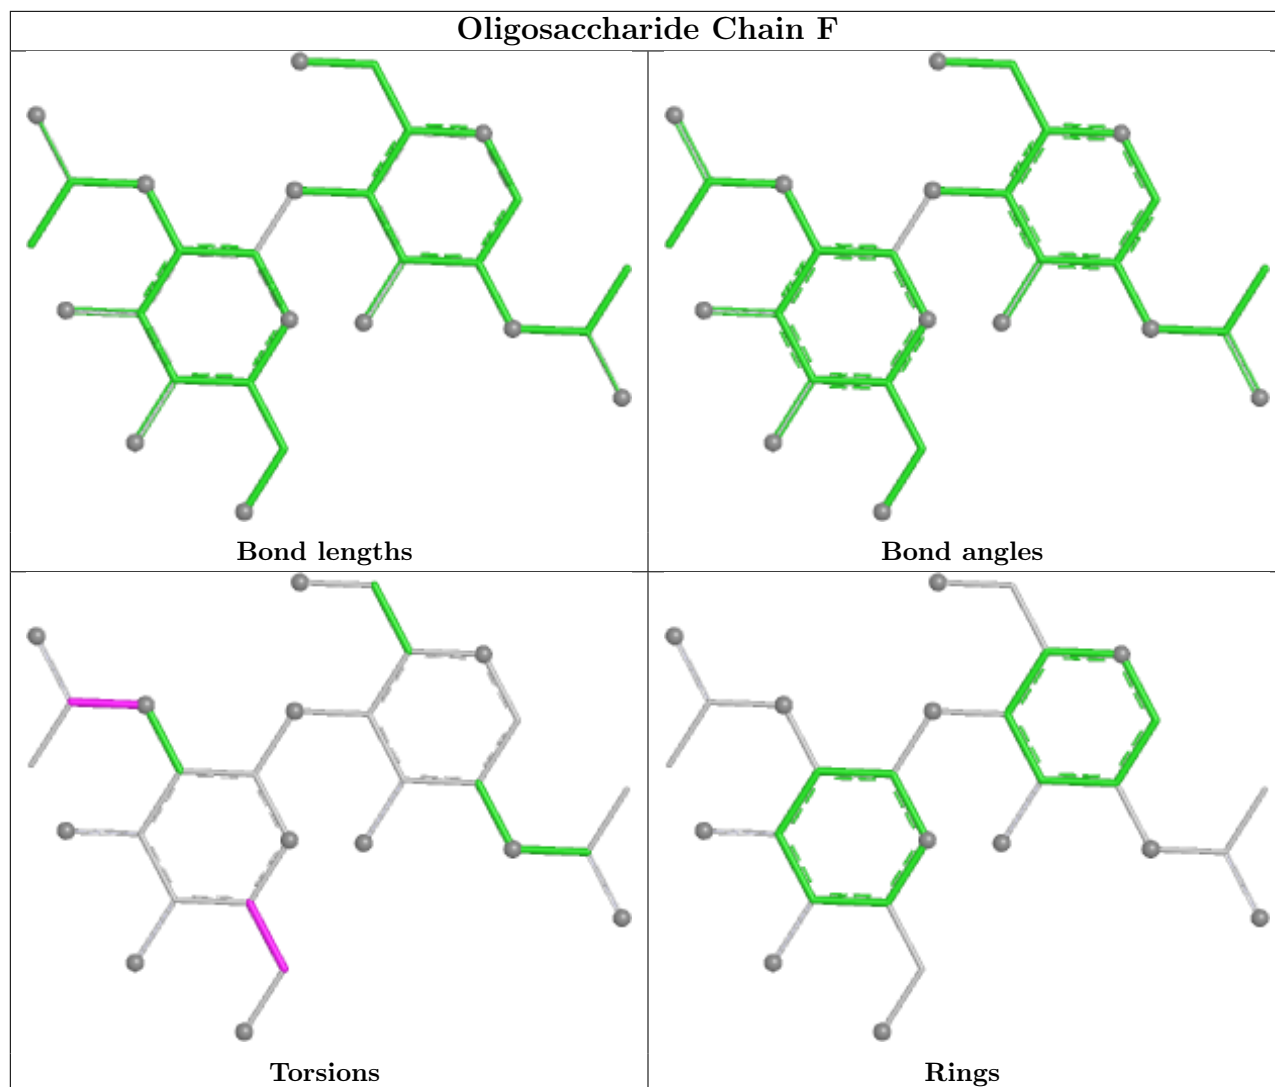 Oligosaccharide Chain F
Bond lengths
Bond angles
Torsions
Rings